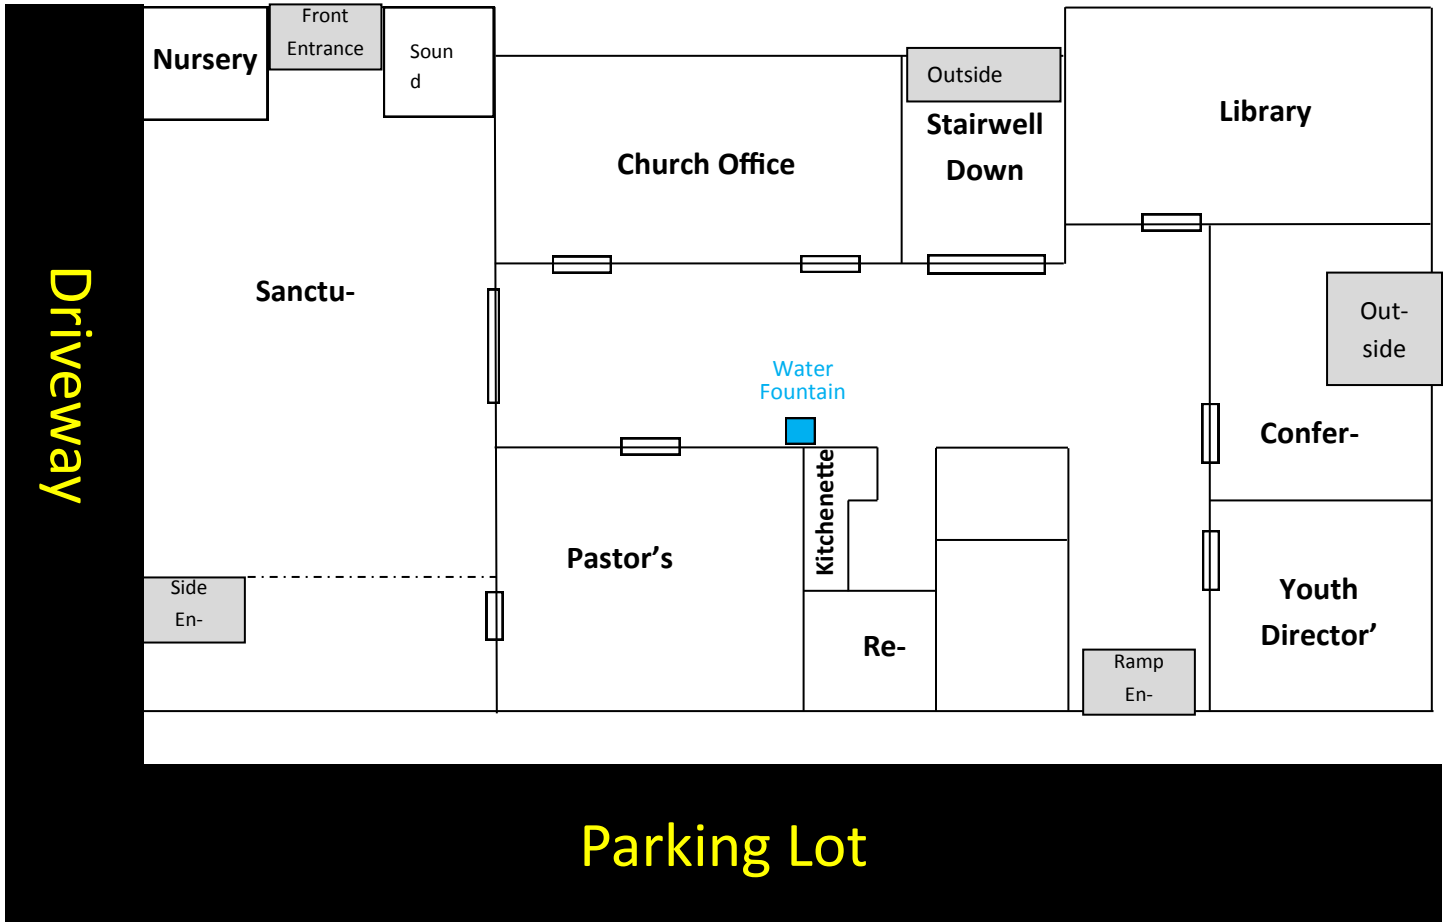 Nursery
Front
Entrance
Soun
d
Church Office
Outside
Stairwell
Down
Library
Driveway
Sanctu-
Out-
side
Water
Fountain
Confer-
Kitchenette
Pastor’s
Side
En-
Re-
Youth
Director’
Ramp
En-
Parking Lot